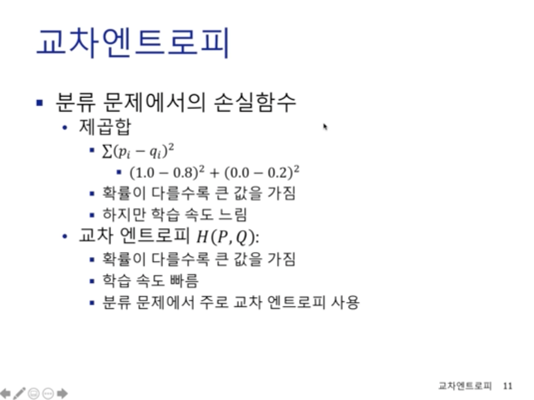 교차엔트로피
▪ 분류 문제에서의 손실함수
• 제곱합
▪ ∑(pᵢ − qᵢ)²
▪ (1.0 − 0.8)² + (0.0 − 0.2)²
▪ 확률이 다를수록 큰 값을 가짐
▪ 하지만 학습 속도 느림
• 교차 엔트로피 H(P, Q):
▪ 확률이 다를수록 큰 값을 가짐
▪ 학습 속도 빠름
▪ 분류 문제에서 주로 교차 엔트로피 사용
교차엔트로피 11